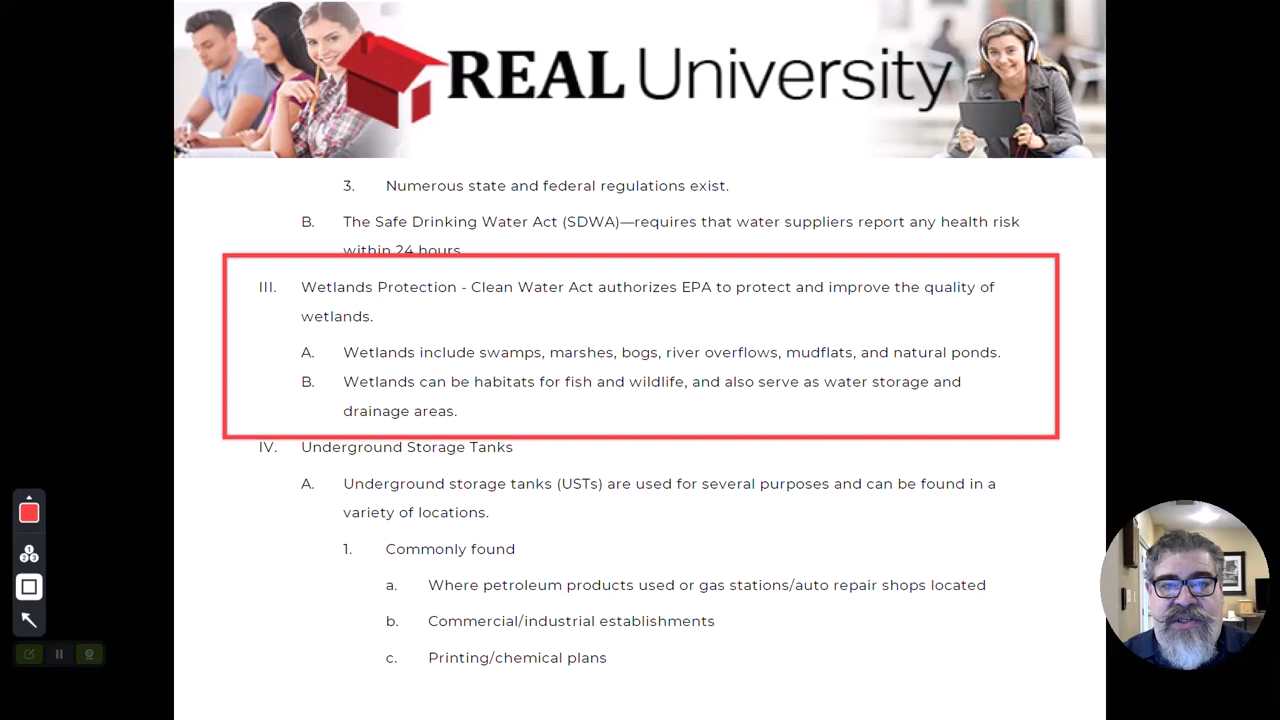 REAL University
3. Numerous state and federal regulations exist.
B. The Safe Drinking Water Act (SDWA)—requires that water suppliers report any health risk
within 24 hours
III. Wetlands Protection - Clean Water Act authorizes EPA to protect and improve the quality of
wetlands.
A. Wetlands include swamps, marshes, bogs, river overflows, mudflats, and natural ponds.
B. Wetlands can be habitats for fish and wildlife, and also serve as water storage and
drainage areas.
IV. Underground Storage Tanks
A. Underground storage tanks (USTs) are used for several purposes and can be found in a
variety of locations.
1. Commonly found
a. Where petroleum products used or gas stations/auto repair shops located
b. Commercial/industrial establishments
c. Printing/chemical plans